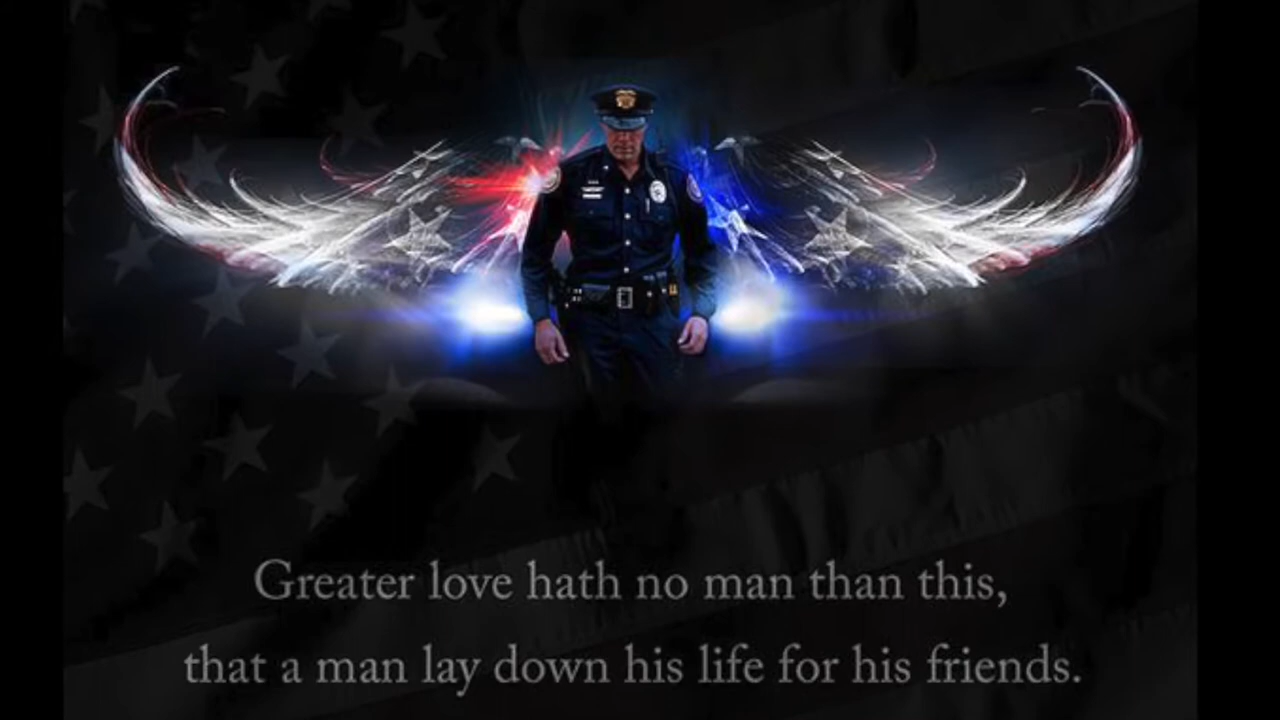 Greater love hath no man than this,
that a man lay down his life for his friends.